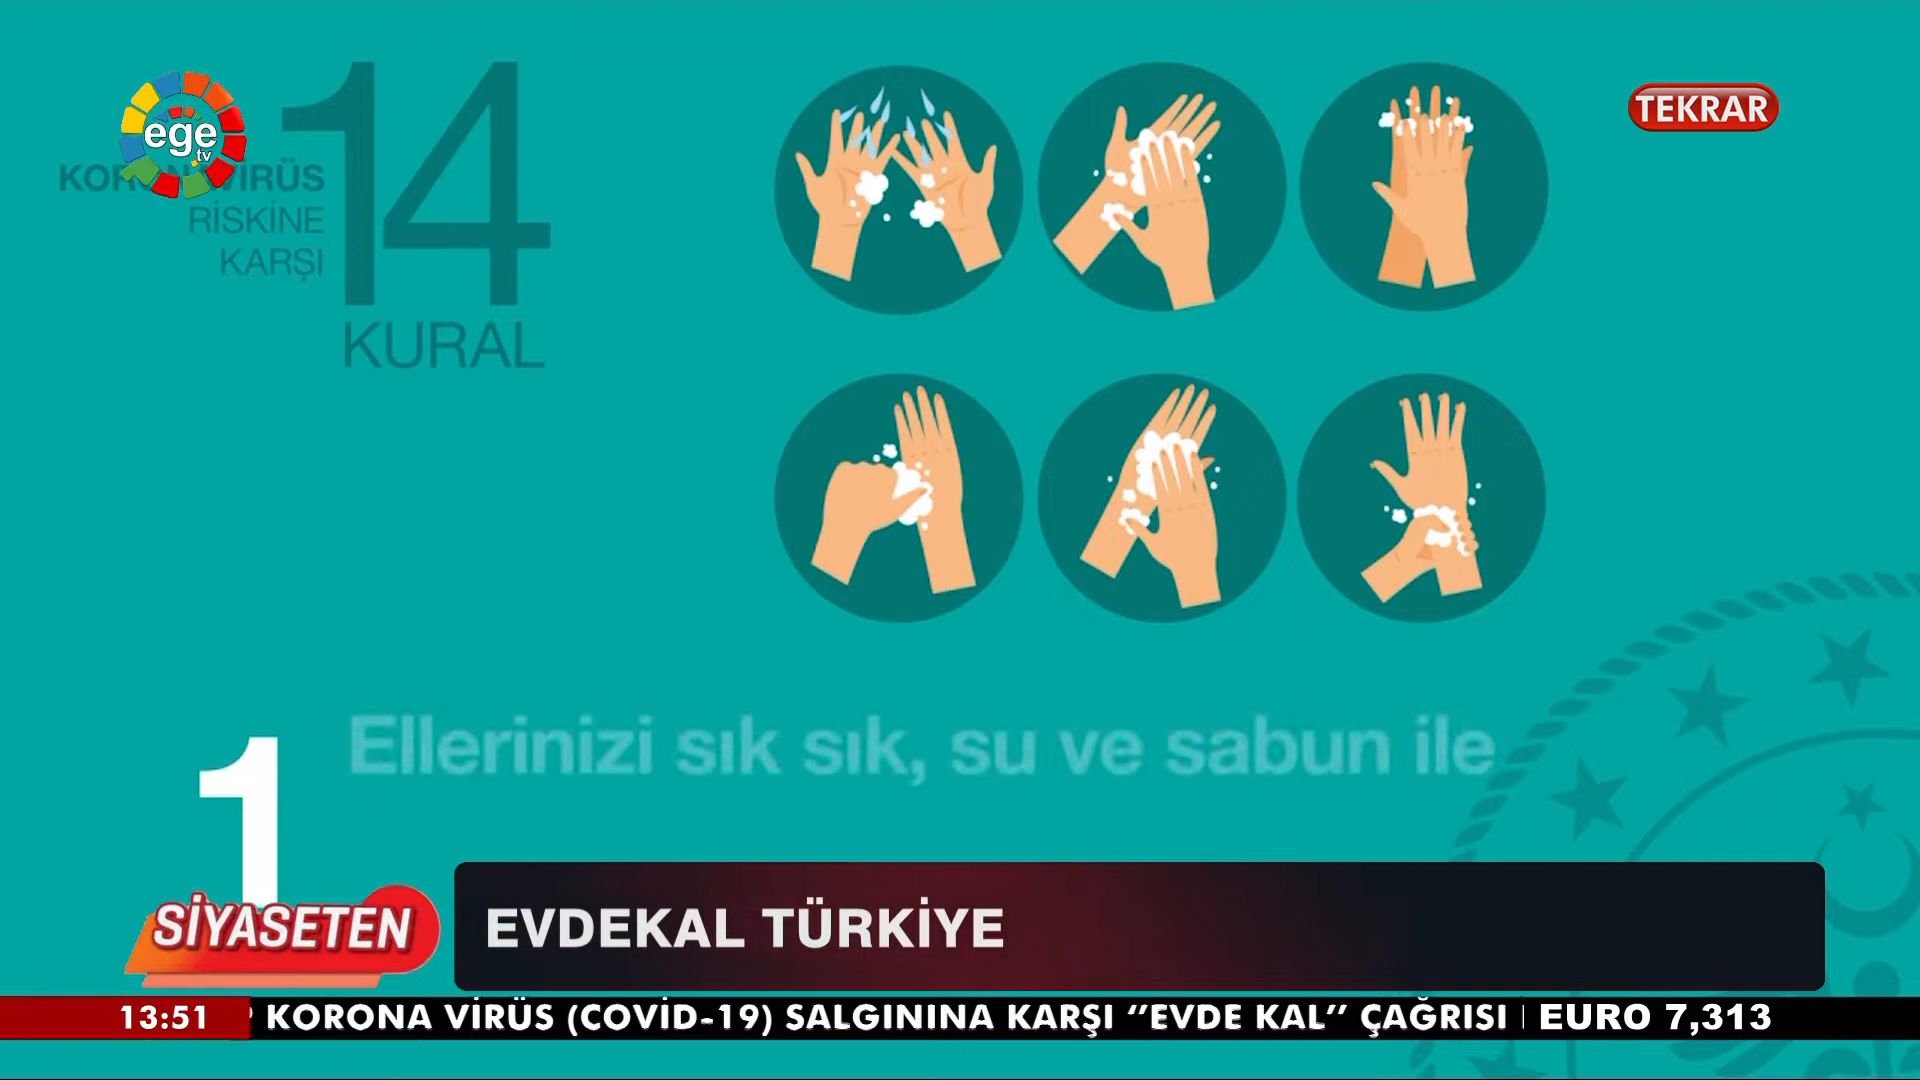 ege
tv
14
KORONAVİRÜS
RİSKİNE
KARŞI
KURAL
TEKRAR
1
Ellerinizi sık sık, su ve sabun ile
SİYASETEN
EVDEKAL TÜRKİYE
13:51
KORONA VİRÜS (COVİD-19) SALGININA KARŞI ‘‘EVDE KAL’’ ÇAĞRISI | EURO 7,313